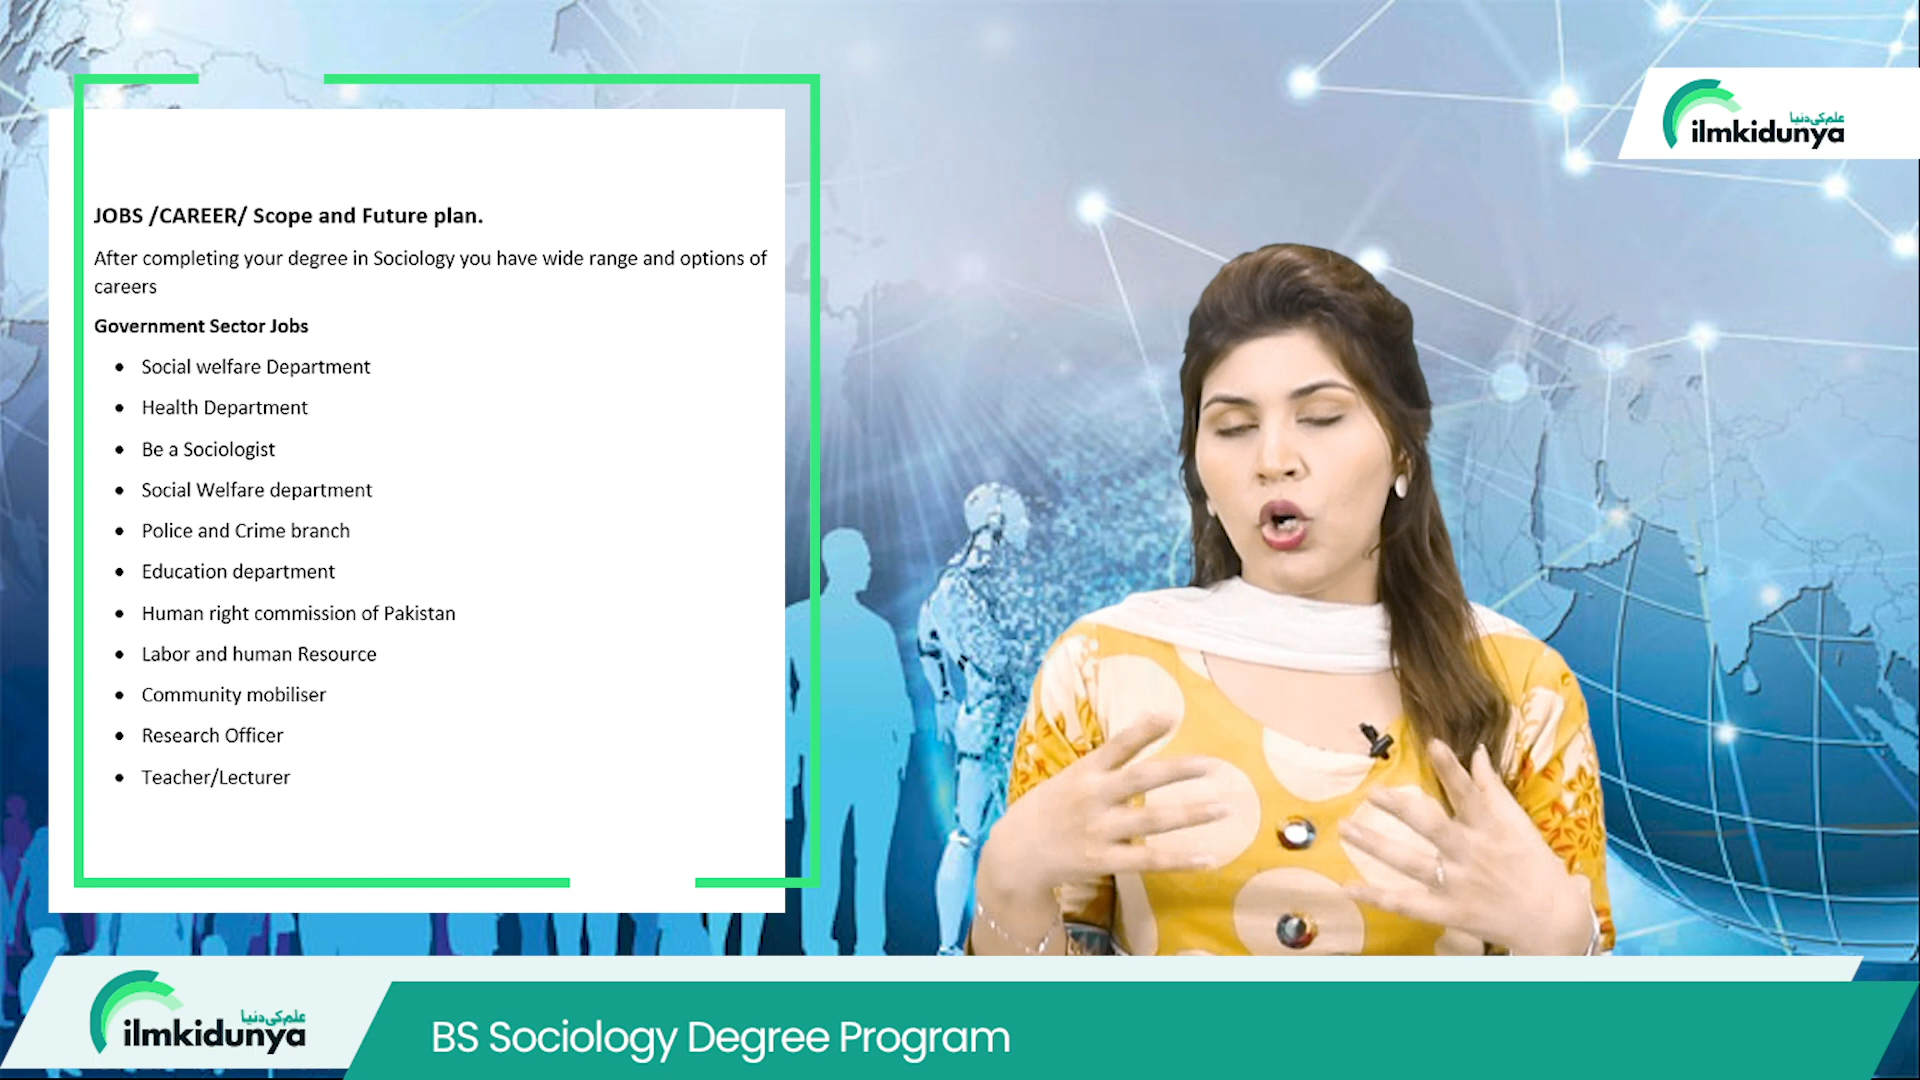 علم کی دنیا
ilmkidunya
JOBS /CAREER/ Scope and Future plan.
After completing your degree in Sociology you have wide range and options of
careers
Government Sector Jobs
• Social welfare Department
• Health Department
• Be a Sociologist
• Social Welfare department
• Police and Crime branch
• Education department
• Human right commission of Pakistan
• Labor and human Resource
• Community mobiliser
• Research Officer
• Teacher/Lecturer
علم کی دنیا
ilmkidunya
BS Sociology Degree Program